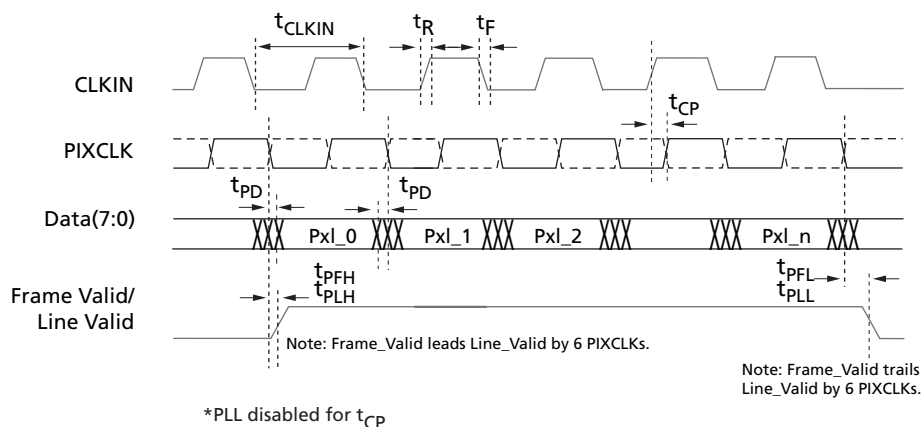 tCLKIN
tR
tF
CLKIN
tCP
PIXCLK
tPD
tPD
Data(7:0)
Pxl_0
Pxl_1
Pxl_2
Pxl_n
tPFH
tPLH
tPFL
tPLL
Frame Valid/
Line Valid
Note: Frame_Valid leads Line_Valid by 6 PIXCLKs.
Note: Frame_Valid trails
Line_Valid by 6 PIXCLKs.
*PLL disabled for tCP